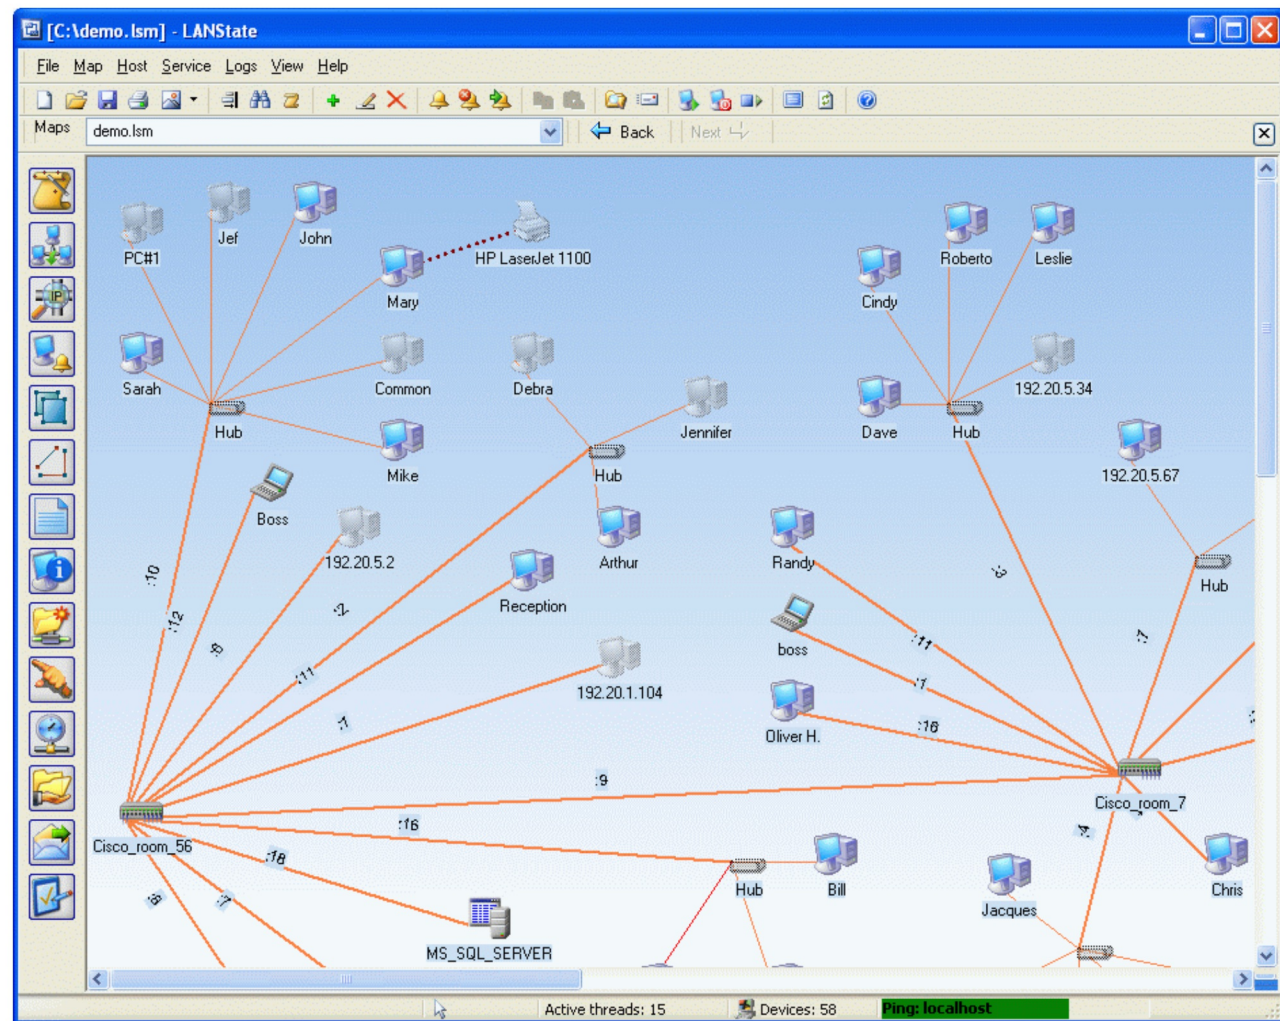 [C:\demo.lsm] - LANState
File Map Host Service Logs View Help
Maps demo.lsm Back Next
PC#1 Jef John
Mary HP LaserJet 1100
Cindy Roberto Leslie
Sarah Common Debra Jennifer
Hub Mike Hub
Dave Hub 192.20.5.34
192.20.5.67
Boss 192.20.5.2 Arthur Randy
Reception Hub
boss
192.20.1.104
Oliver H.
:10
:12
:6
:2
:11
:7
:3
:11
:1
:16
:7
:9
Cisco_room_56 Cisco_room_7
:16
:18
:4
Hub Bill Chris
Jacques
:8
:7
MS_SQL_SERVER
IP
Active threads: 15 Devices: 58 Ping: localhost